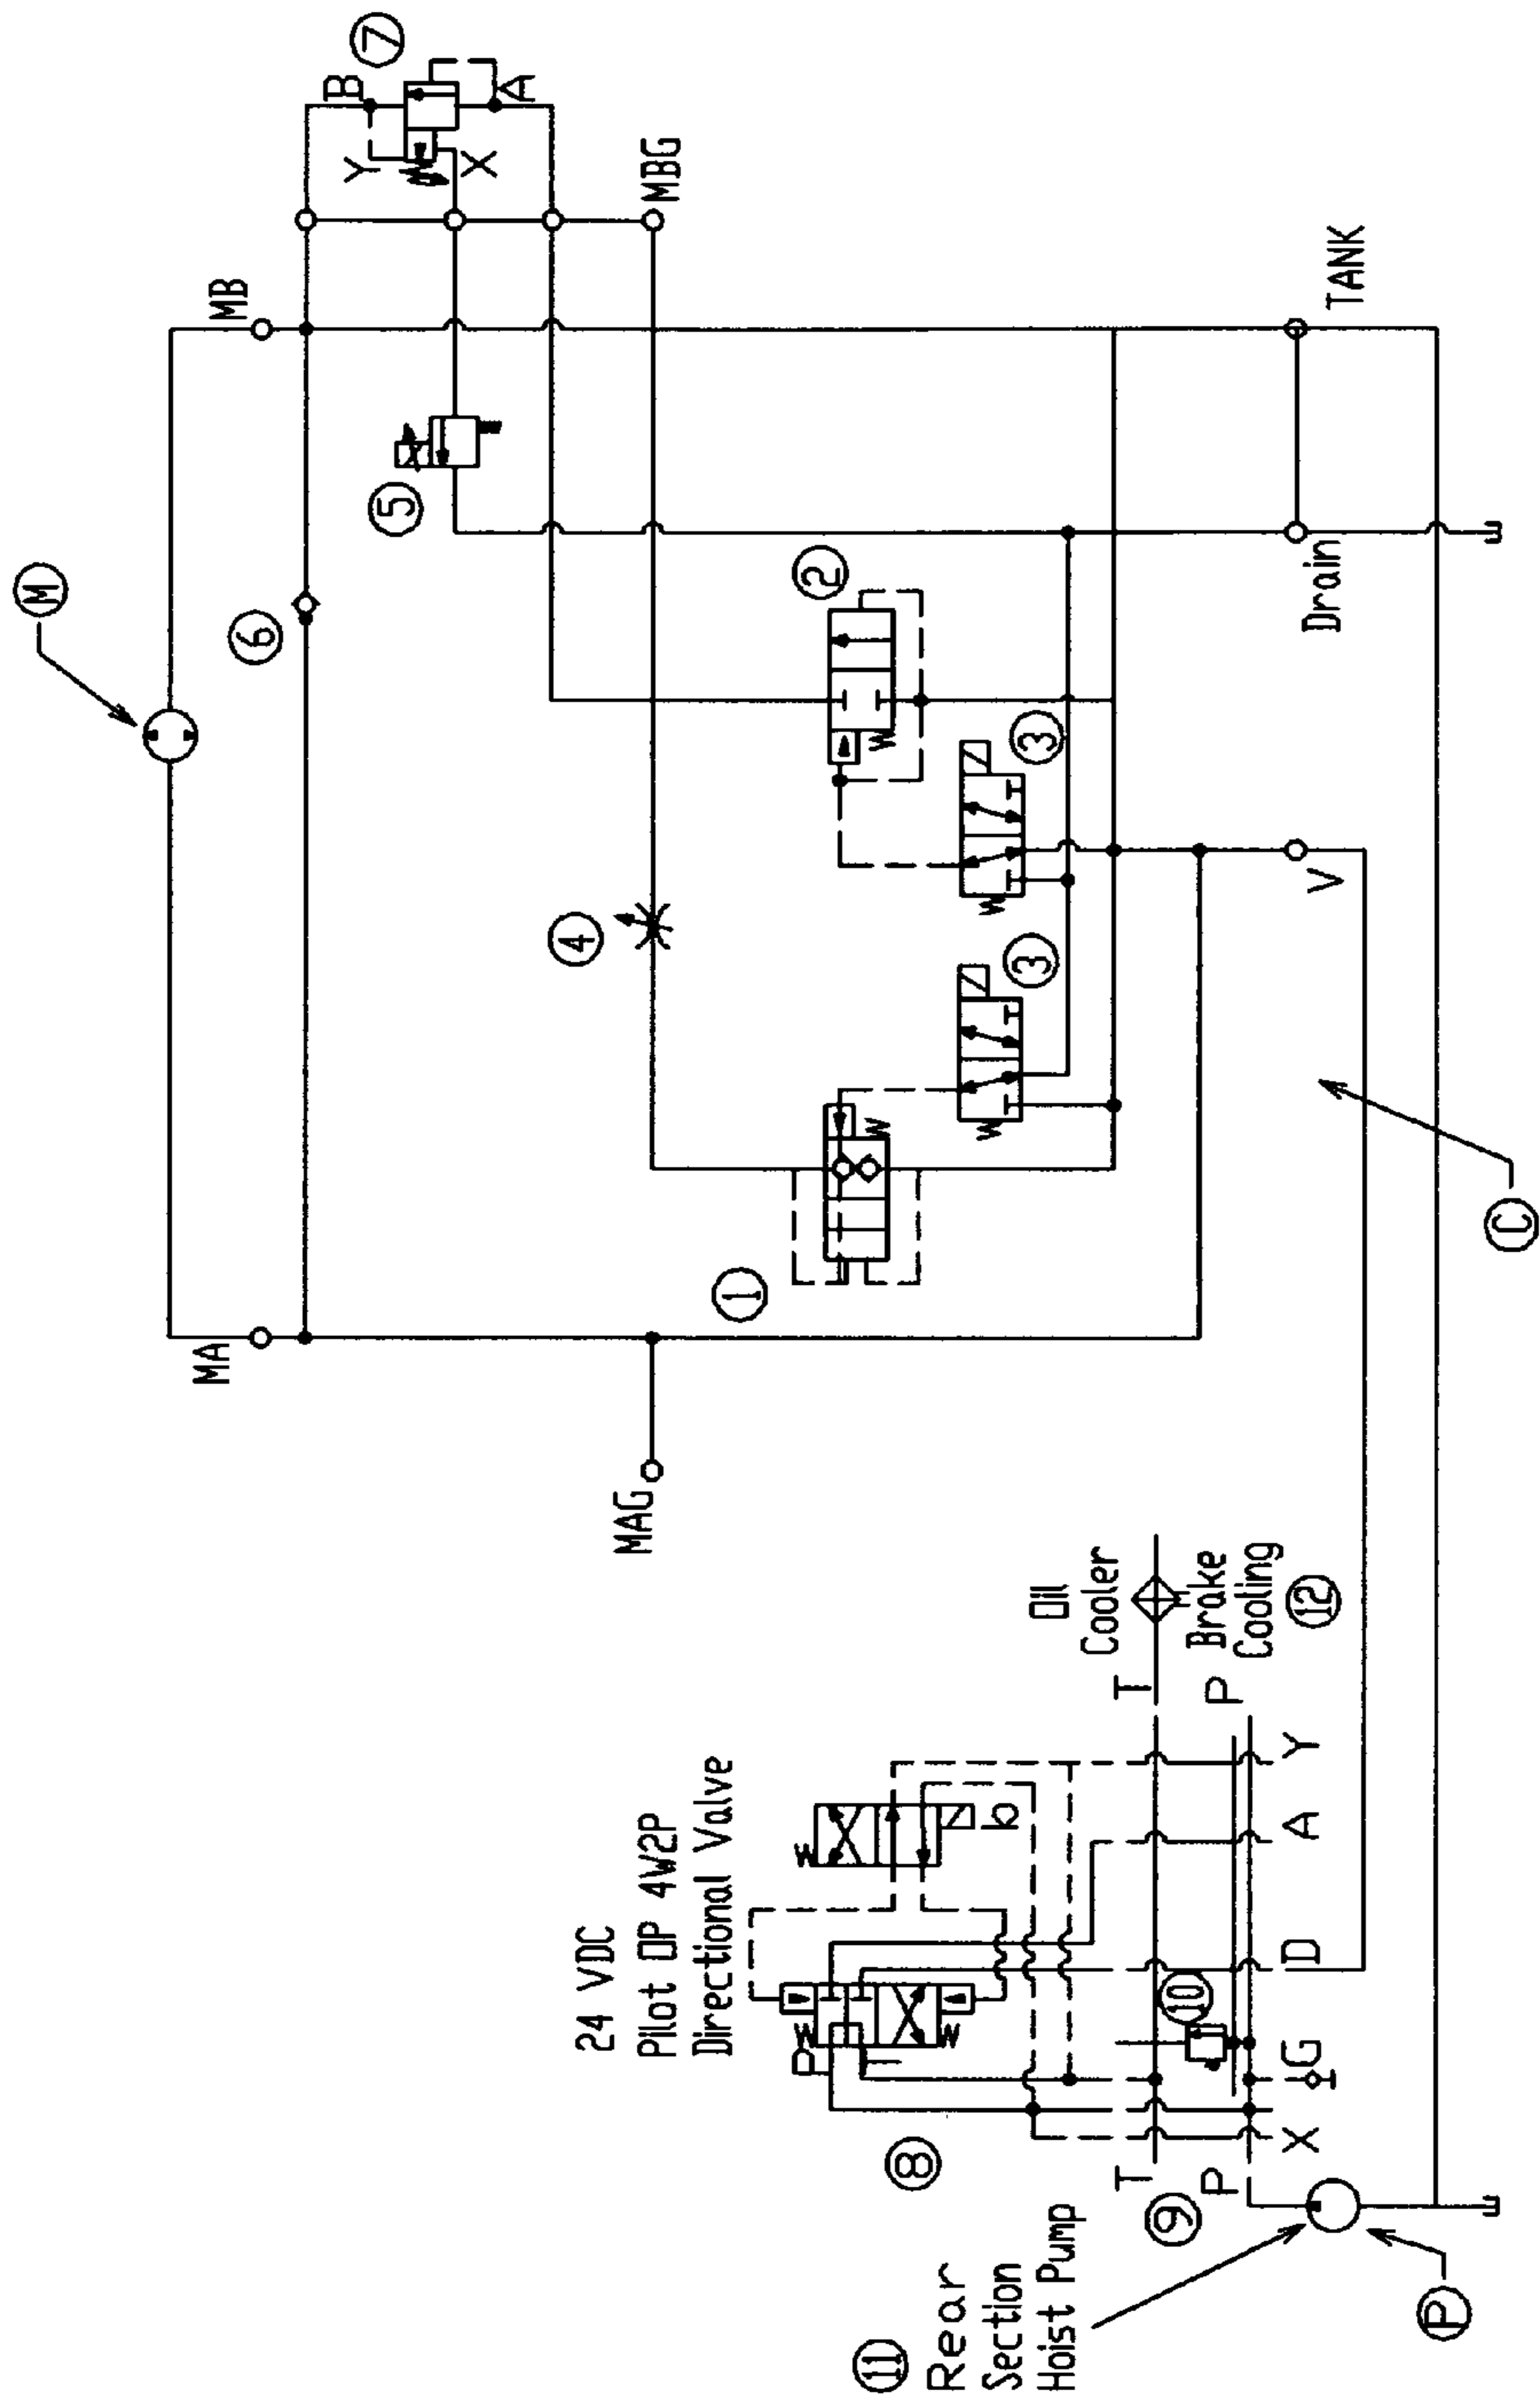 11
Rear
Section
Hoist Pump
P
9
T
P
8
X
G
10
D
A
Y
24 VDC
Pilot OP 4W2P
Directional Valve
P
T
b
T
P
Oil
Cooler
Brake
Cooling
12
MAG
MA
1
C
3
4
3
V
2
6
M
5
Drain
TANK
MB
MBG
Y
X
B
A
7